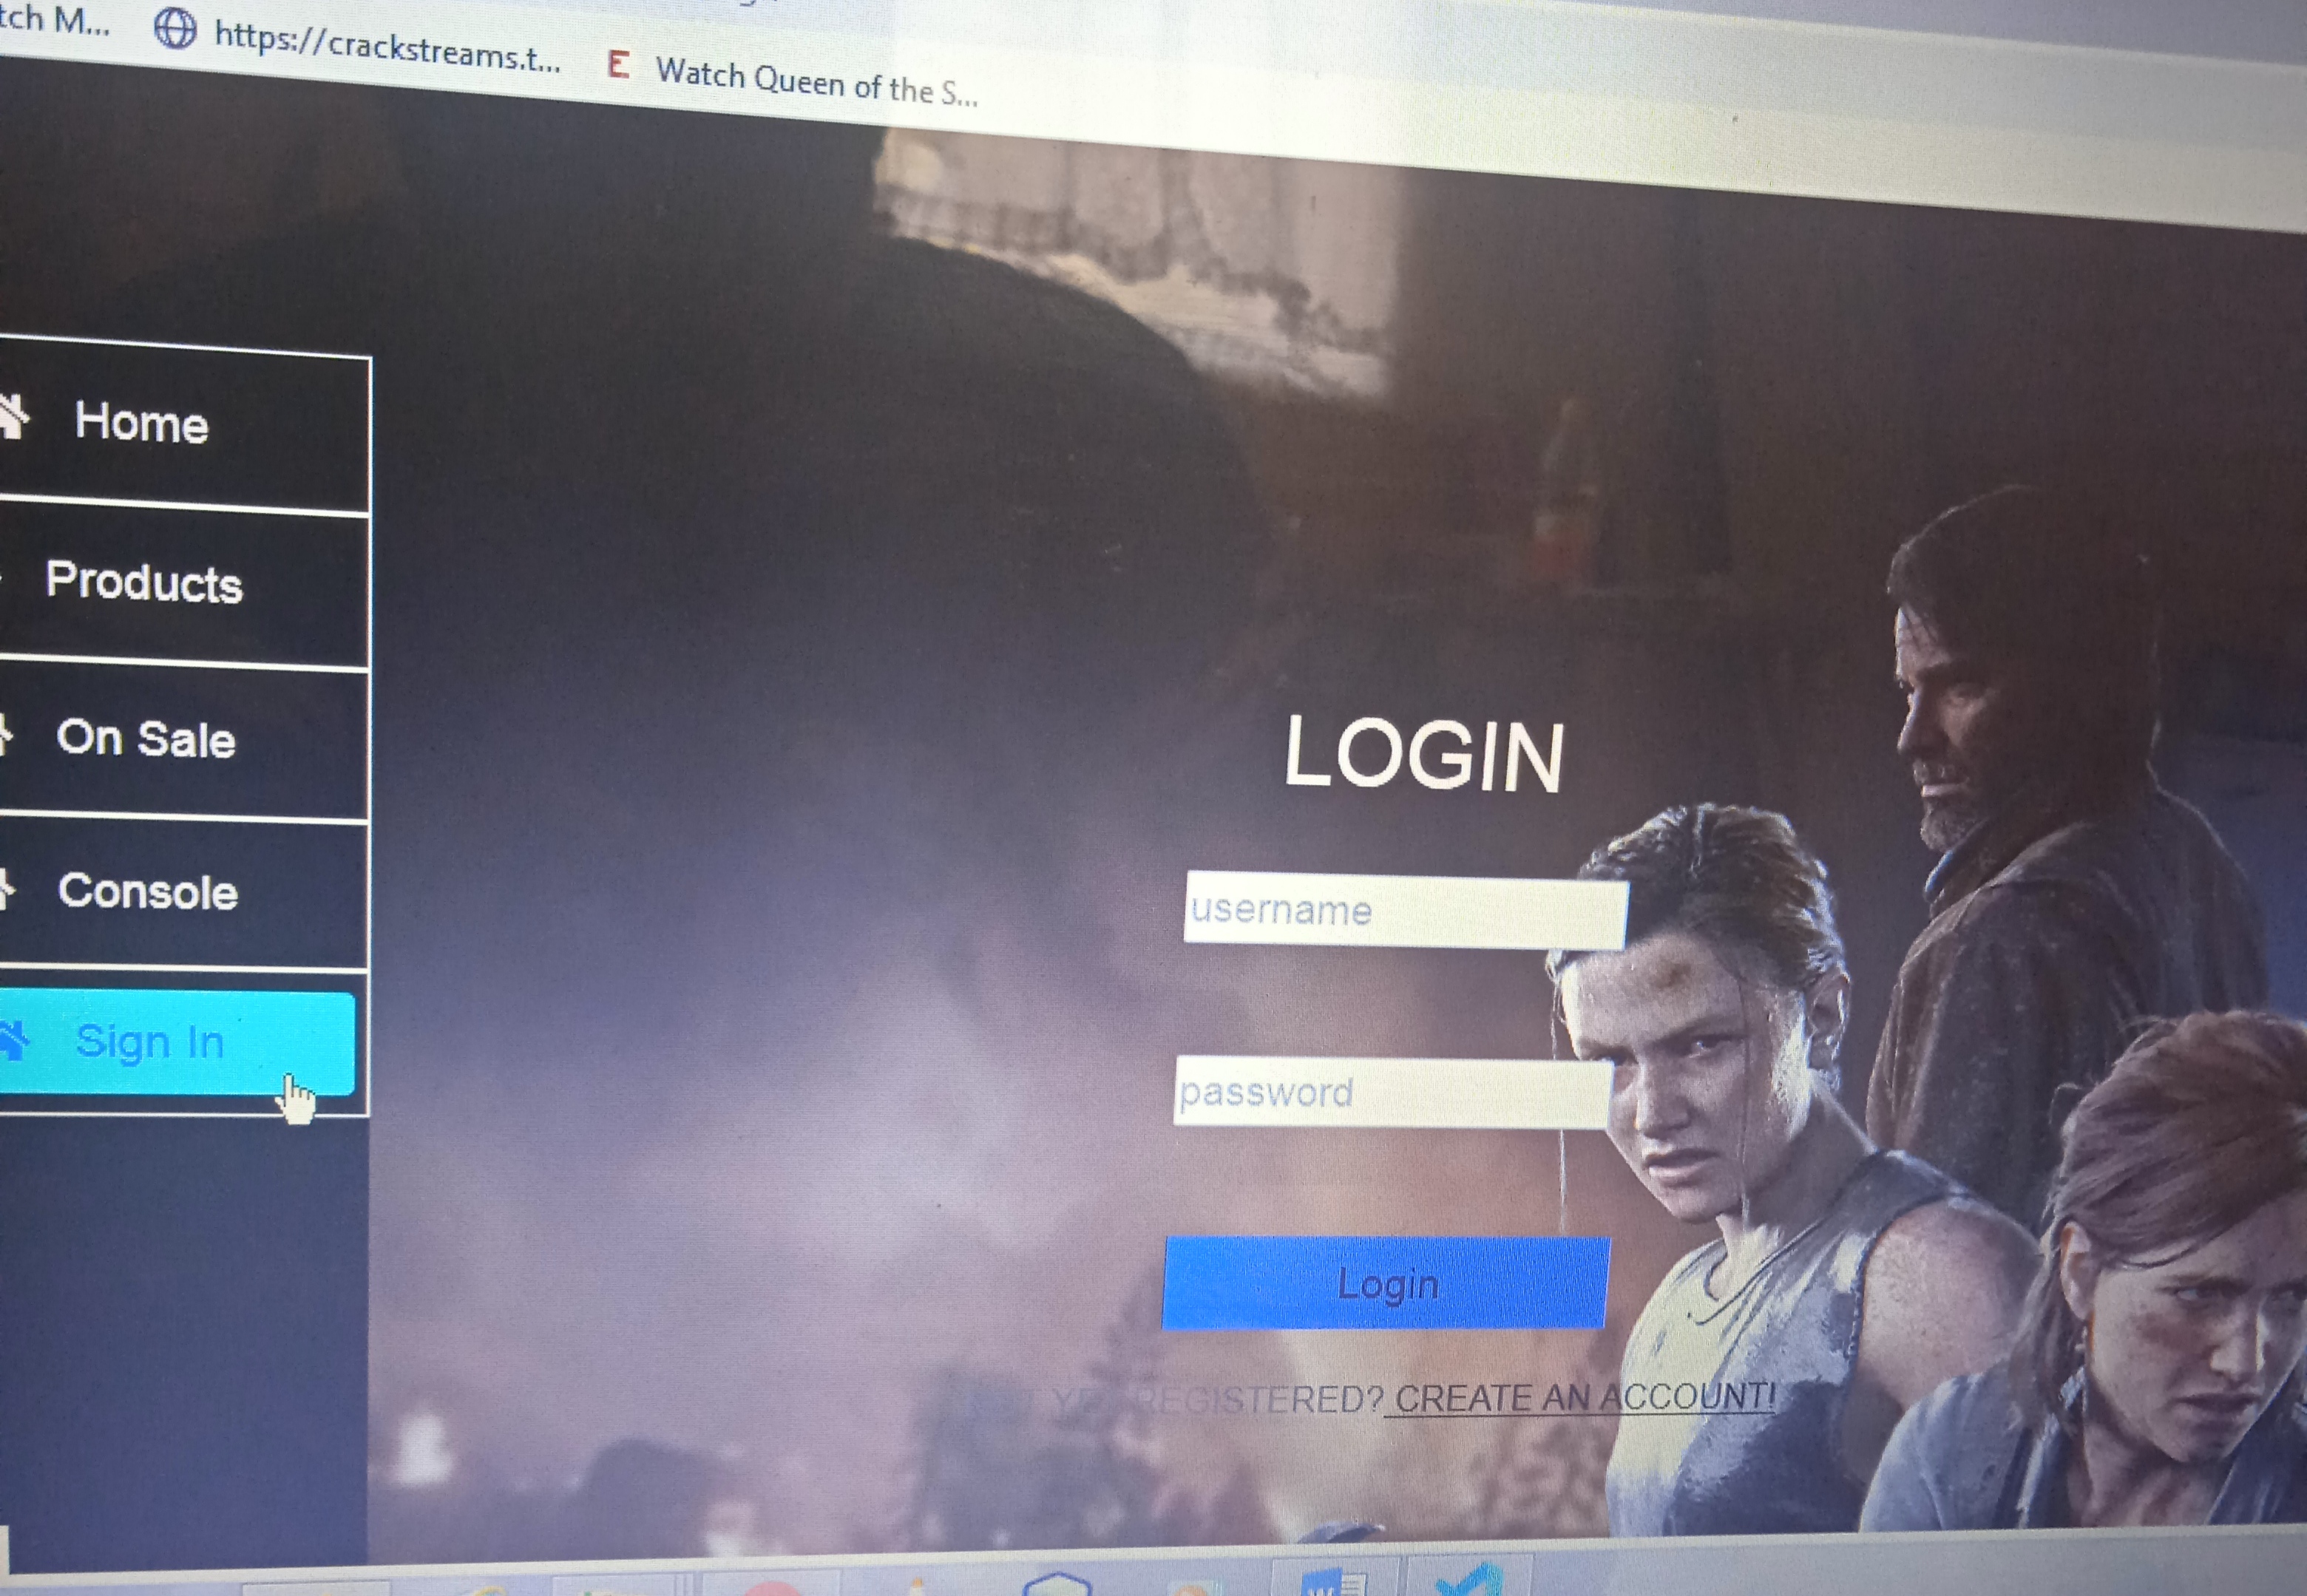 tch M...
https://crackstreams.t...
E Watch Queen of the S...
Home
Products
On Sale
Console
Sign In
LOGIN
username
password
Login
REGISTERED? CREATE AN ACCOUNT!